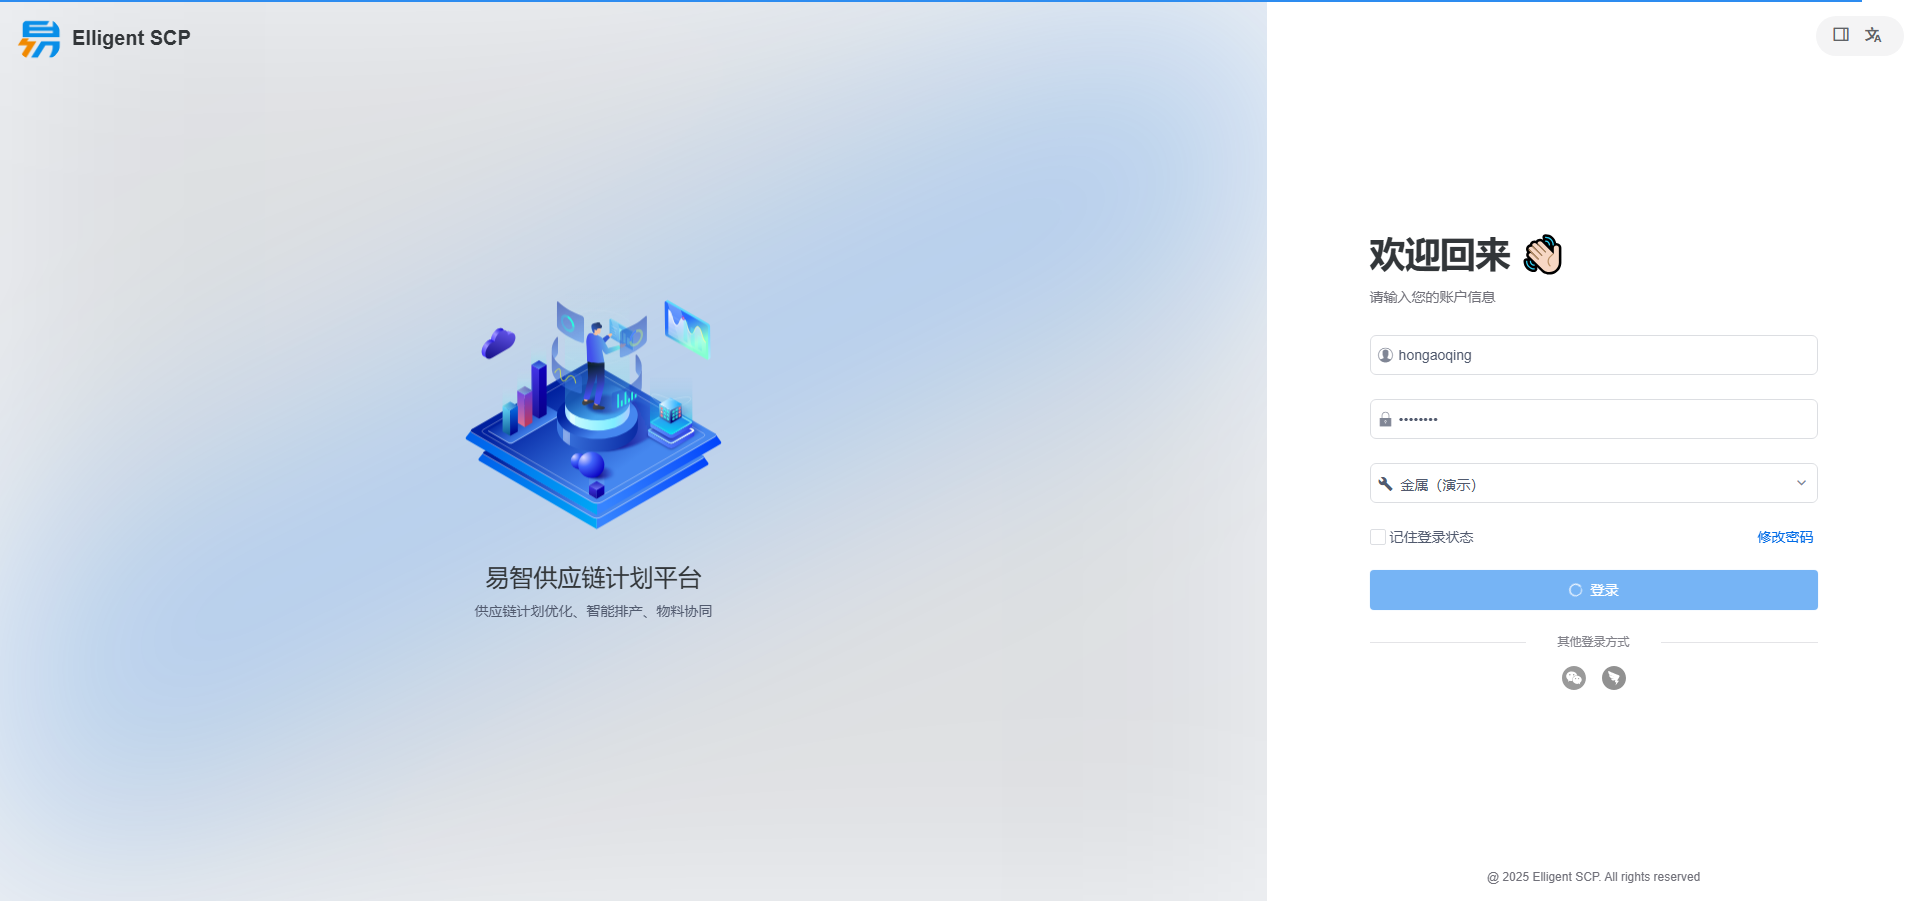 Elligent SCP
易智供应链计划平台
供应链计划优化、智能排产、物料协同
欢迎回来
请输入您的账户信息
hongaoqing
••••••••
金属（演示）
记住登录状态
修改密码
登录
其他登录方式
@ 2025 Elligent SCP. All rights reserved